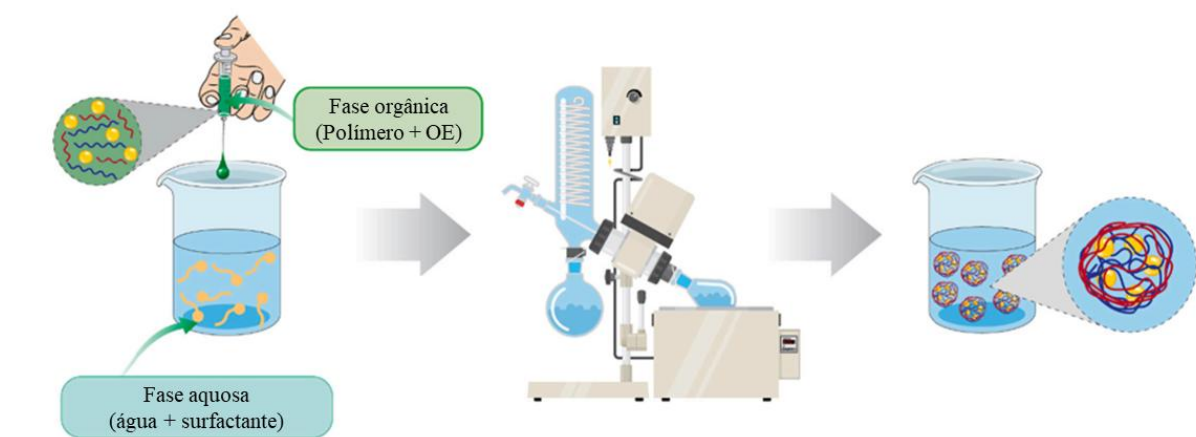 Fase orgânica
(Polímero + OE)
Fase aquosa
(água + surfactante)